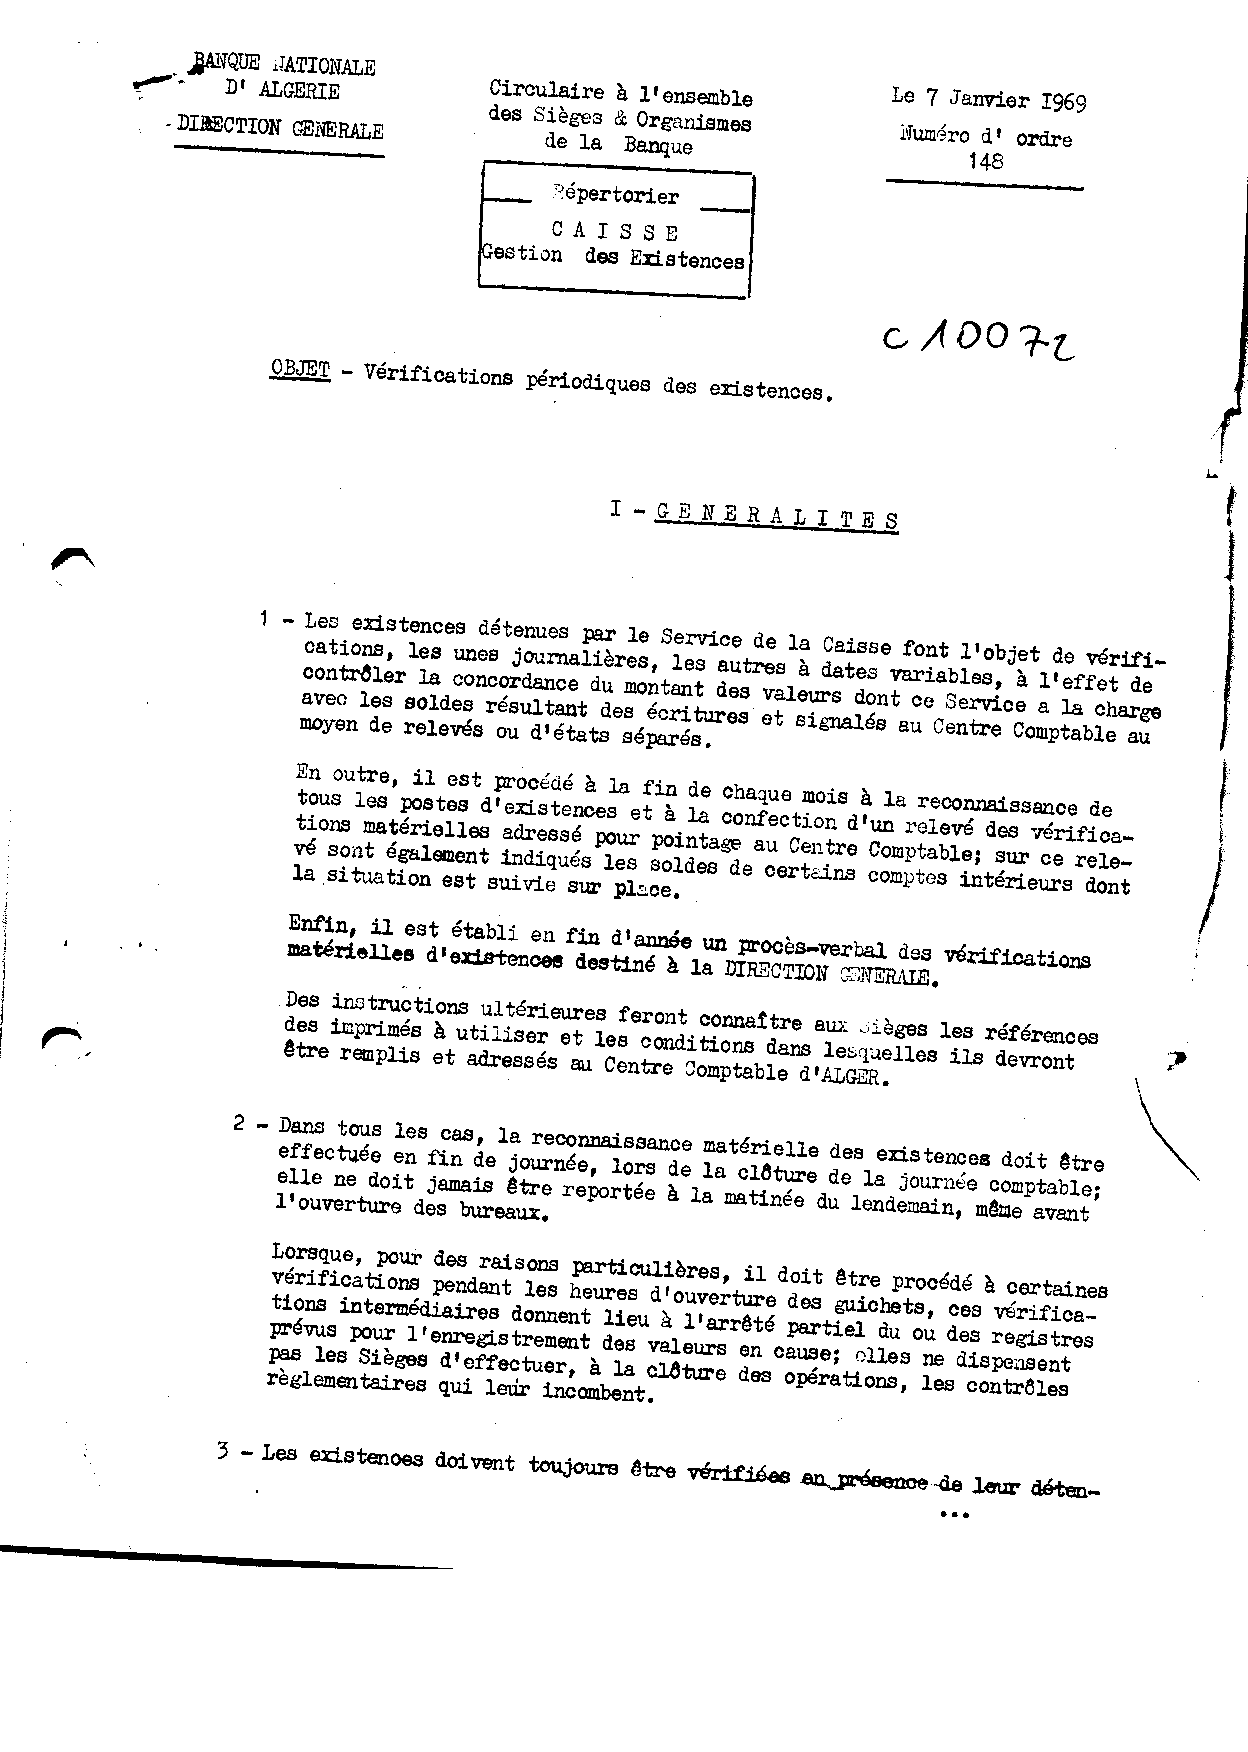 BANQUE NATIONALE
D' ALGERIE
- DIRECTION GENERALE
Circulaire à l'ensemble
des Sièges & Organismes
de la Banque
Le 7 Janvier I969
Numéro d' ordre
148
Répertorier
C A I S S E
Gestion des Existences
C 10072
OBJET - Vérifications périodiques des existences.
I - G E N E R A L I T E S
1 - Les existences détenues par le Service de la Caisse font l'objet de vérifi-
cations, les unes journalières, les autres à dates variables, à l'effet de
contrôler la concordance du montant des valeurs dont ce Service a la charge
avec les soldes résultant des écritures et signalés au Centre Comptable au
moyen de relevés ou d'états séparés.
En outre, il est procédé à la fin de chaque mois à la reconnaissance de
tous les postes d'existences et à la confection d'un relevé des vérifica-
tions matérielles adressé pour pointage au Centre Comptable; sur ce rele-
vé sont également indiqués les soldes de certains comptes intérieurs dont
la situation est suivie sur place.
Enfin, il est établi en fin d'année un procès-verbal des vérifications
matérielles d'existences destiné à la DIRECTION GENERALE.
Des instructions ultérieures feront connaître aux Sièges les références
des imprimés à utiliser et les conditions dans lesquelles ils devront
être remplis et adressés au Centre Comptable d'ALGER.
2 - Dans tous les cas, la reconnaissance matérielle des existences doit être
effectuée en fin de journée, lors de la clôture de la journée comptable;
elle ne doit jamais être reportée à la matinée du lendemain, même avant
l'ouverture des bureaux.
Lorsque, pour des raisons particulières, il doit être procédé à certaines
vérifications pendant les heures d'ouverture des guichets, ces vérifica-
tions intermédiaires donnent lieu à l'arrêté partiel du ou des registres
prévus pour l'enregistrement des valeurs en cause; elles ne dispensent
pas les Sièges d'effectuer, à la clôture des opérations, les contrôles
règlementaires qui leur incombent.
3 - Les existences doivent toujours être vérifiées en présence de leur déten-
...